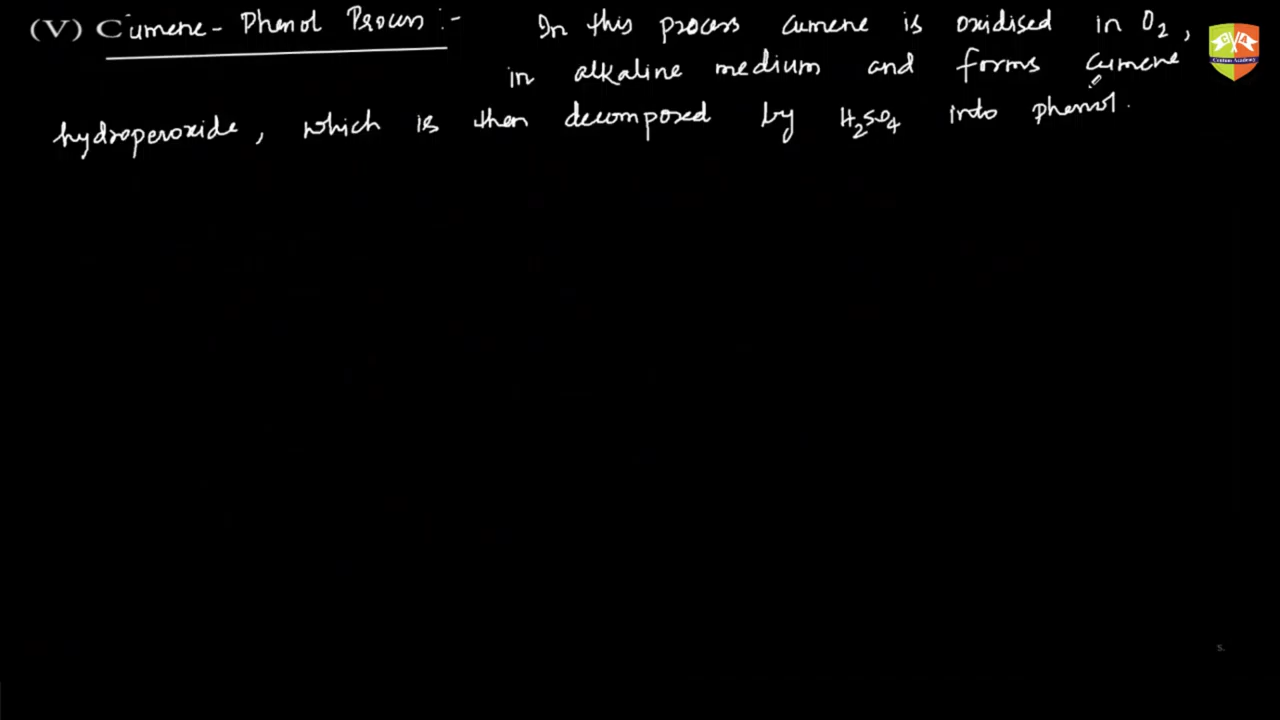 (V) Cumene - Phenol Process :- In this process cumene is oxidised in O2,
in alkaline medium and forms cumene
hydroperoxide, which is then decomposed by H2SO4 into phenol.